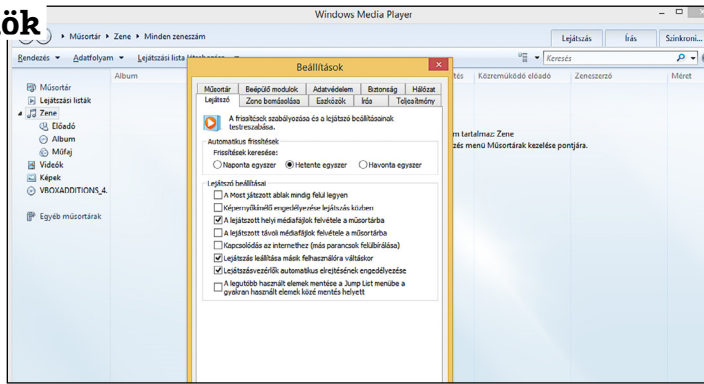 ök
Windows Media Player
Műsortár
Zene
Minden zeneszám
Lejátszás
Írás
Szinkroni...
Rendezés
Adatfolyam
Lejátszási lista
Keresés
Album
Közreműködő előadó
Zeneszerző
Méret
Műsortár
Lejátszási listák
Zene
Előadó
Album
Műfaj
Videók
Képek
VBOXADDITIONS_4.
Egyéb műsortárak
m tartalmaz: Zene
zés menü Műsortárak kezelése pontjára.
Beállítások
Műsortár
Beépülő modulok
Adatvédelem
Biztonság
Hálózat
Lejátszó
Zene bemásolása
Eszközök
Írás
Teljesítmény
A frissítések szabályozása és a lejátszó beállításainak
testreszabása.
Automatikus frissítések
Frissítések keresése:
Naponta egyszer
Hetente egyszer
Havonta egyszer
Lejátszó beállításai
A Most játszott ablak mindig felül legyen
Képernyőkímélő engedélyezése lejátszás közben
A lejátszott helyi médiafájlok felvétele a műsortárba
A lejátszott távoli médiafájlok felvétele a műsortárba
Kapcsolódás az internethez (más parancsok felülbírálása)
Lejátszás leállítása másik felhasználóra váltáskor
Lejátszásvezérlők automatikus elrejtésének engedélyezése
A legutóbb használt elemek mentése a Jump List menübe a
gyakran használt elemek közé mentés helyett